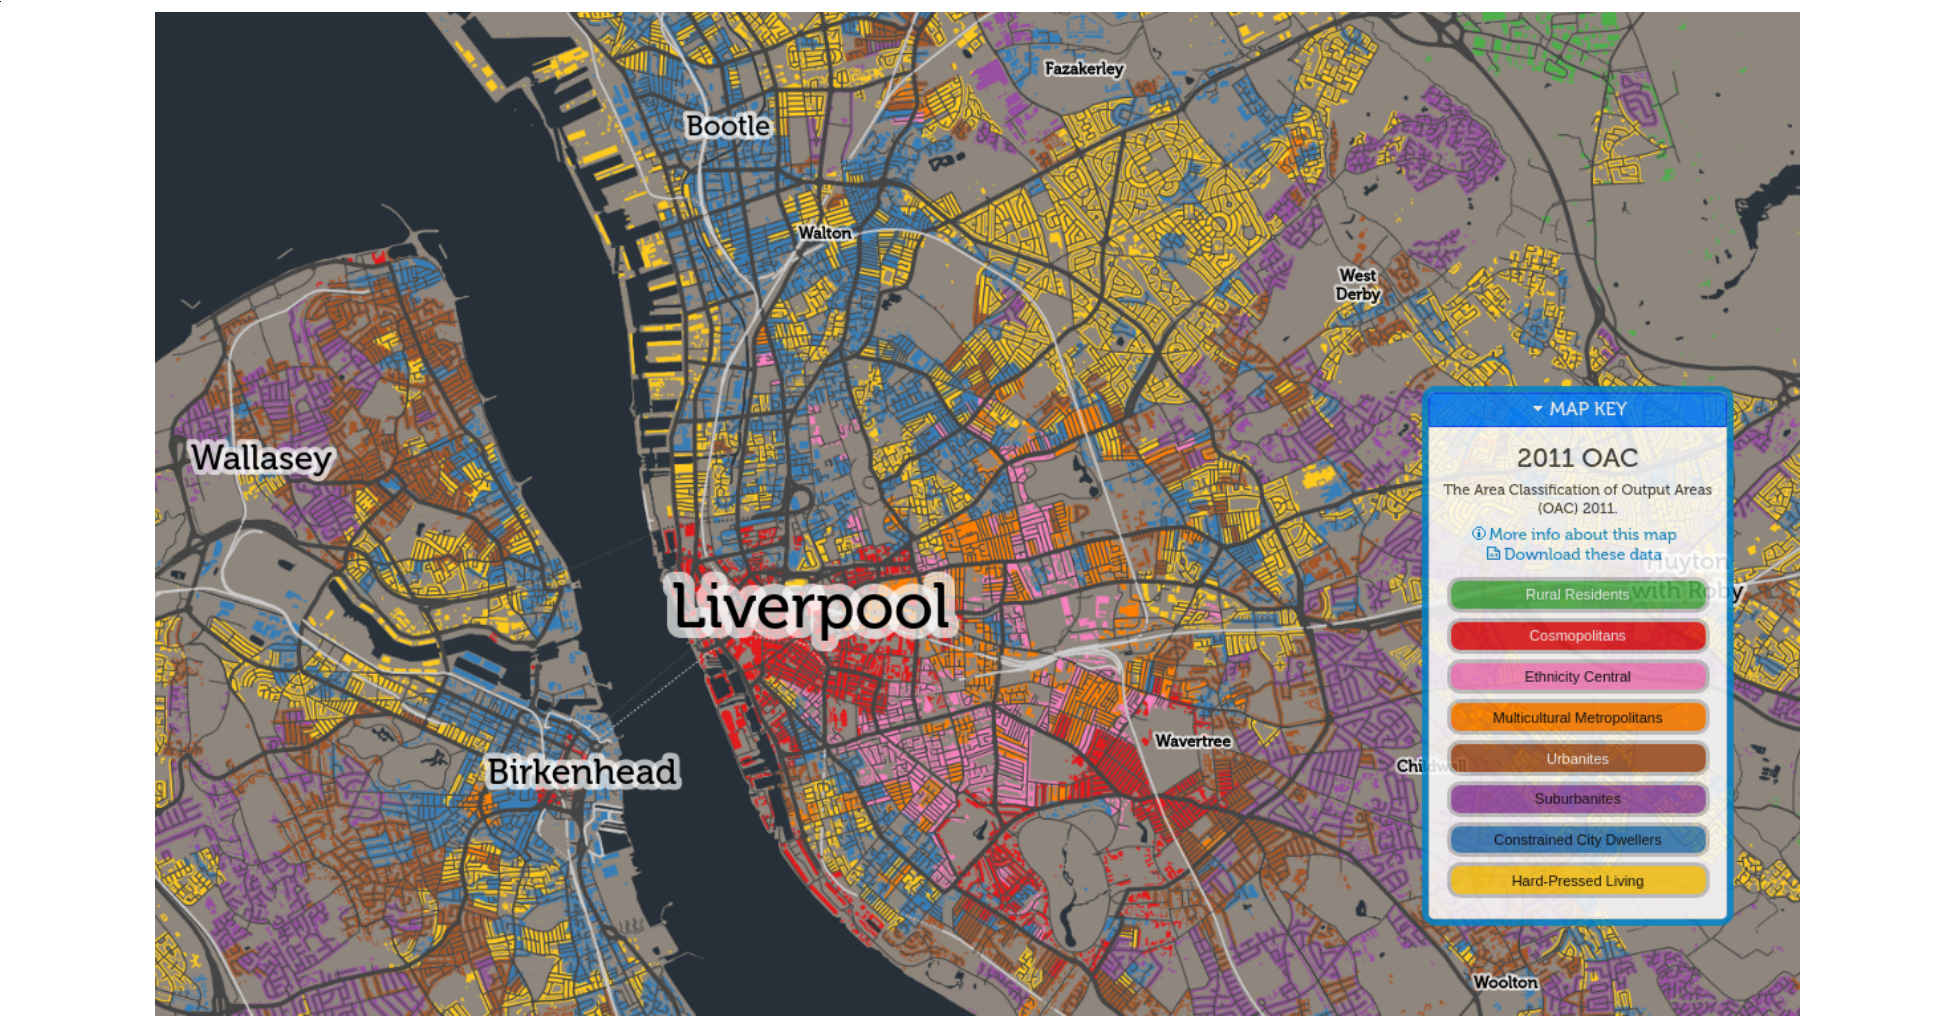 Fazakerley
Bootle
Walton
West
Derby
Wallasey
MAP KEY
2011 OAC
The Area Classification of Output Areas
(OAC) 2011.
More info about this map
Download these data
Huyton
with Roby
Liverpool
Rural Residents
Cosmopolitans
Ethnicity Central
Multicultural Metropolitans
Wavertree
Urbanites
Childwall
Birkenhead
Suburbanites
Constrained City Dwellers
Hard-Pressed Living
Woolton